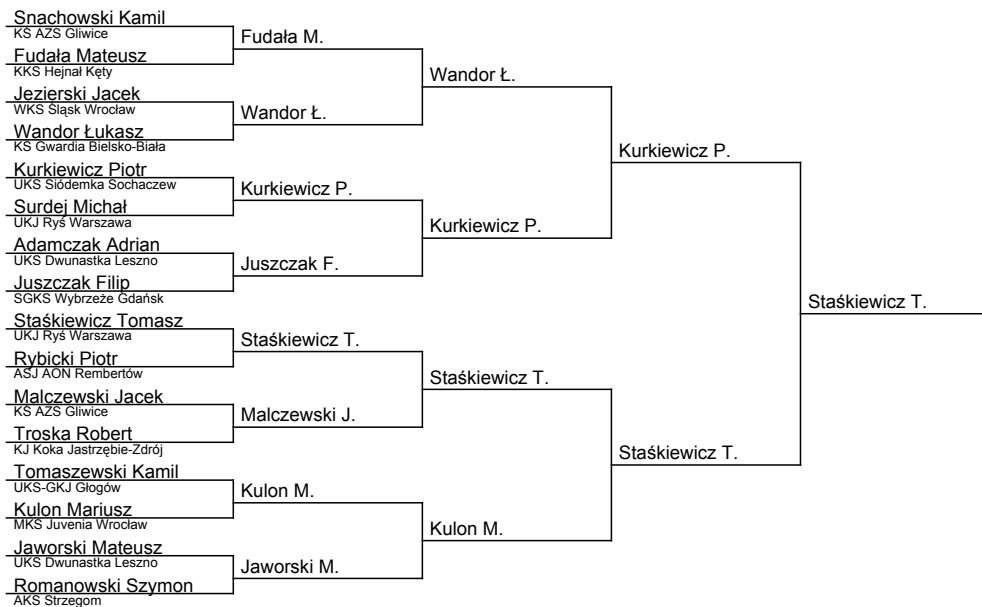 Snachowski Kamil
KS AZS Gliwice
Fudała Mateusz
KKS Hejnał Kęty
Jezierski Jacek
WKS Śląsk Wrocław
Wandor Łukasz
KS Gwardia Bielsko-Biała
Kurkiewicz Piotr
UKS Siódemka Sochaczew
Surdej Michał
UKJ Ryś Warszawa
Adamczak Adrian
UKS Dwunastka Leszno
Juszczak Filip
SGKS Wybrzeże Gdańsk
Staśkiewicz Tomasz
UKJ Ryś Warszawa
Rybicki Piotr
ASJ AON Rembertów
Malczewski Jacek
KS AZS Gliwice
Troska Robert
KJ Koka Jastrzębie-Zdrój
Tomaszewski Kamil
UKS-GKJ Głogów
Kulon Mariusz
MKS Juvenia Wrocław
Jaworski Mateusz
UKS Dwunastka Leszno
Romanowski Szymon
AKS Strzegom
Fudała M.
Wandor Ł.
Kurkiewicz P.
Juszczak F.
Staśkiewicz T.
Malczewski J.
Kulon M.
Jaworski M.
Wandor Ł.
Kurkiewicz P.
Staśkiewicz T.
Kulon M.
Kurkiewicz P.
Staśkiewicz T.
Staśkiewicz T.